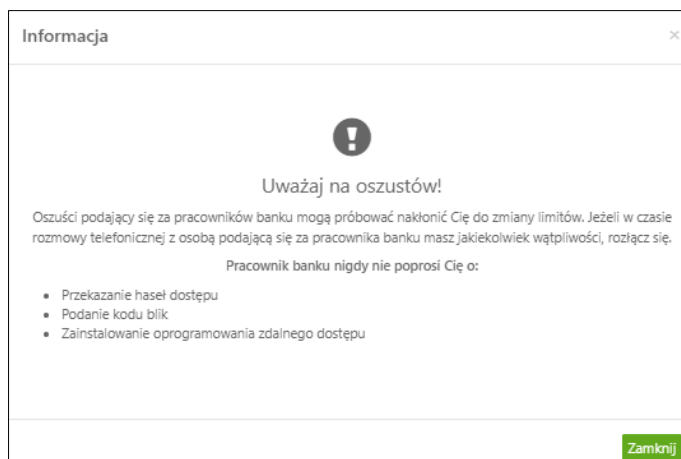 Informacja
×
Uważaj na oszustów!
Oszuści podający się za pracowników banku mogą próbować nakłonić Cię do zmiany limitów. Jeżeli w czasie
rozmowy telefonicznej z osobą podającą się za pracownika banku masz jakiekolwiek wątpliwości, rozłącz się.
Pracownik banku nigdy nie poprosi Cię o:
• Przekazanie haseł dostępu
• Podanie kodu blik
• Zainstalowanie oprogramowania zdalnego dostępu
Zamknij